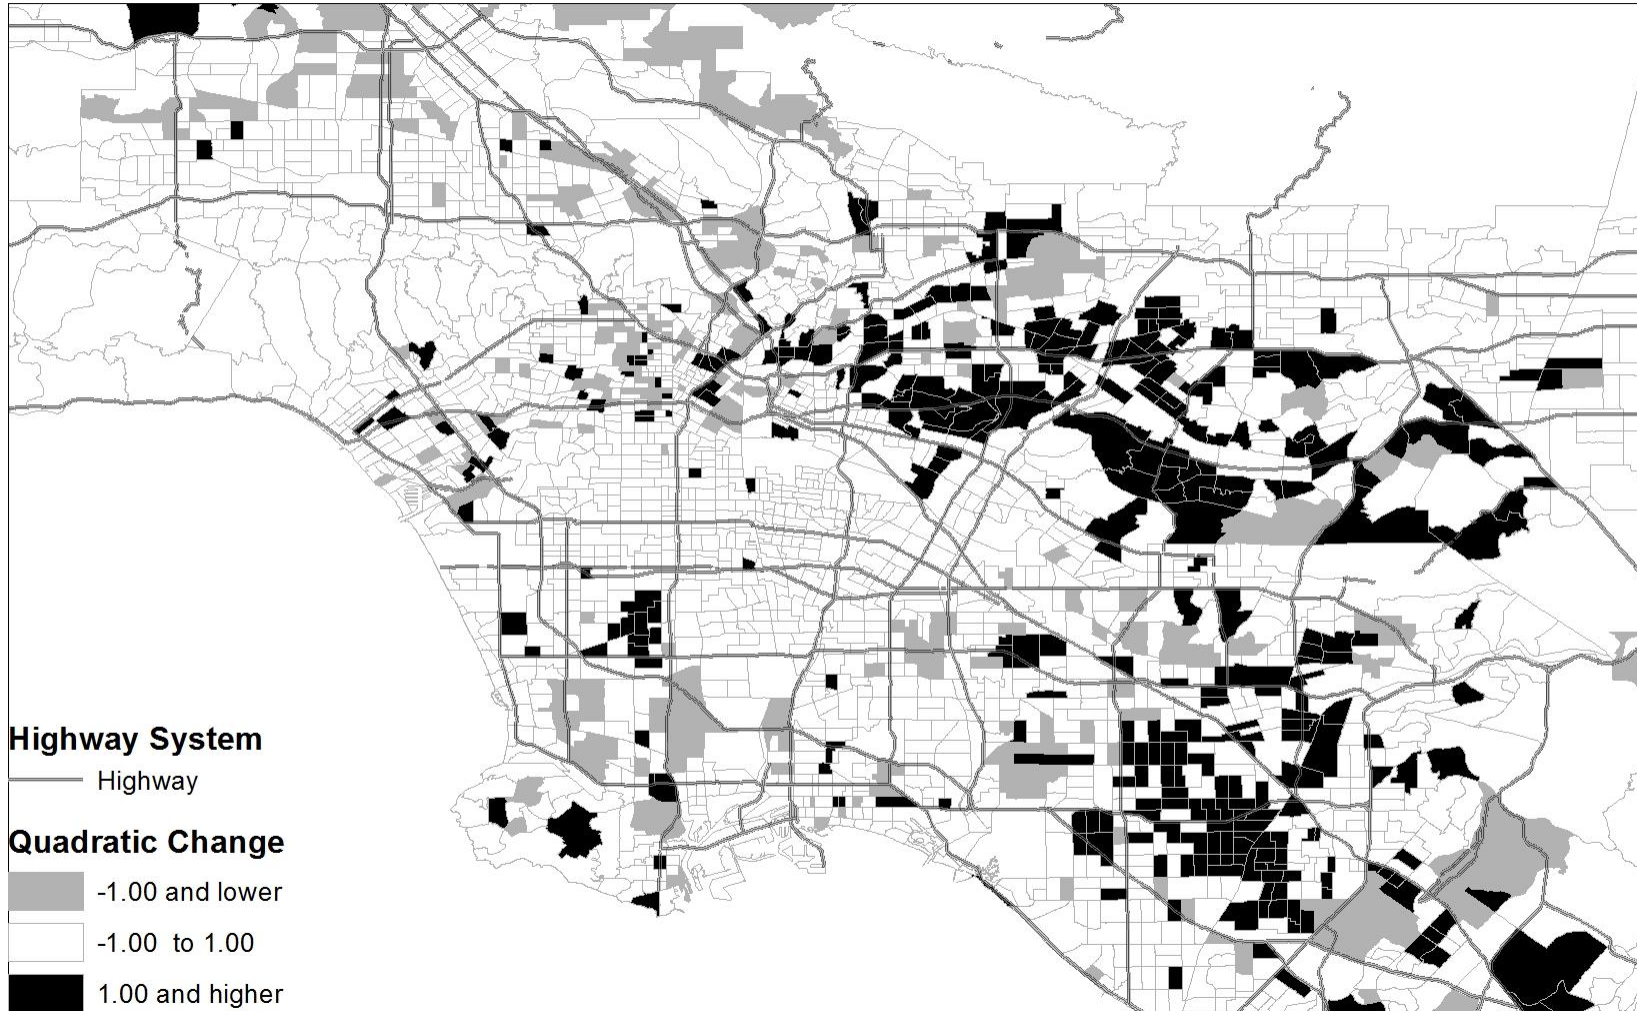 Highway System
Highway
Quadratic Change
-1.00 and lower
-1.00 to 1.00
1.00 and higher